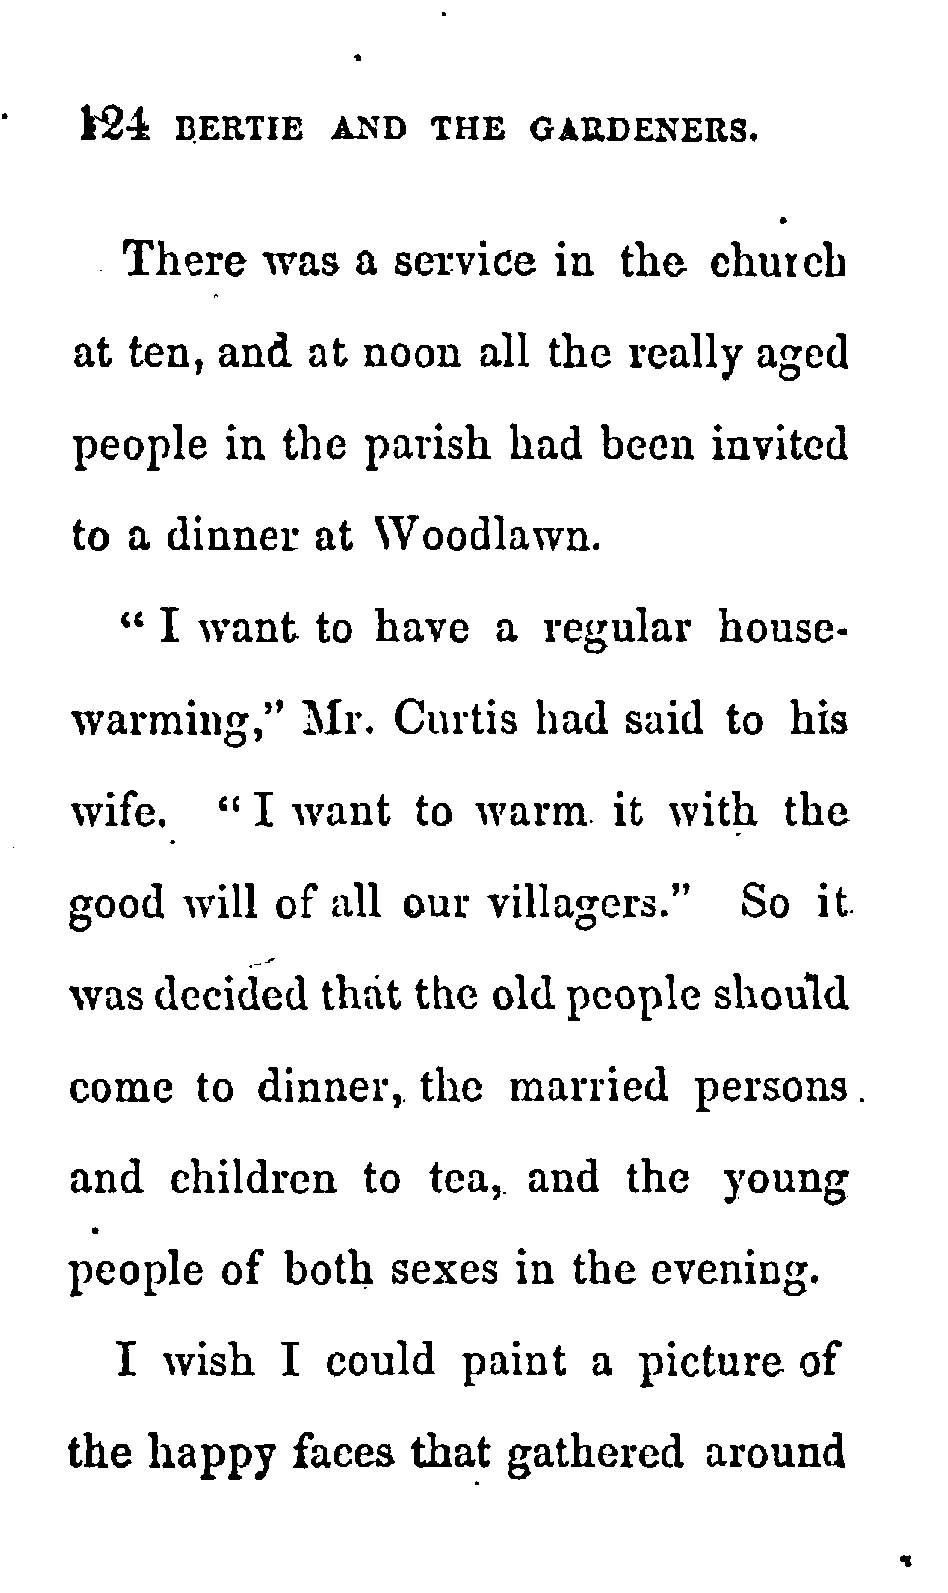 124 BERTIE AND THE GARDENERS.
There was a service in the church
at ten, and at noon all the really aged
people in the parish had been invited
to a dinner at Woodlawn.
“ I want to have a regular house-
warming,” Mr. Curtis had said to his
wife. “ I want to warm it with the
good will of all our villagers.” So it
was decided that the old people should
come to dinner, the married persons
and children to tea, and the young
people of both sexes in the evening.
I wish I could paint a picture of
the happy faces that gathered around